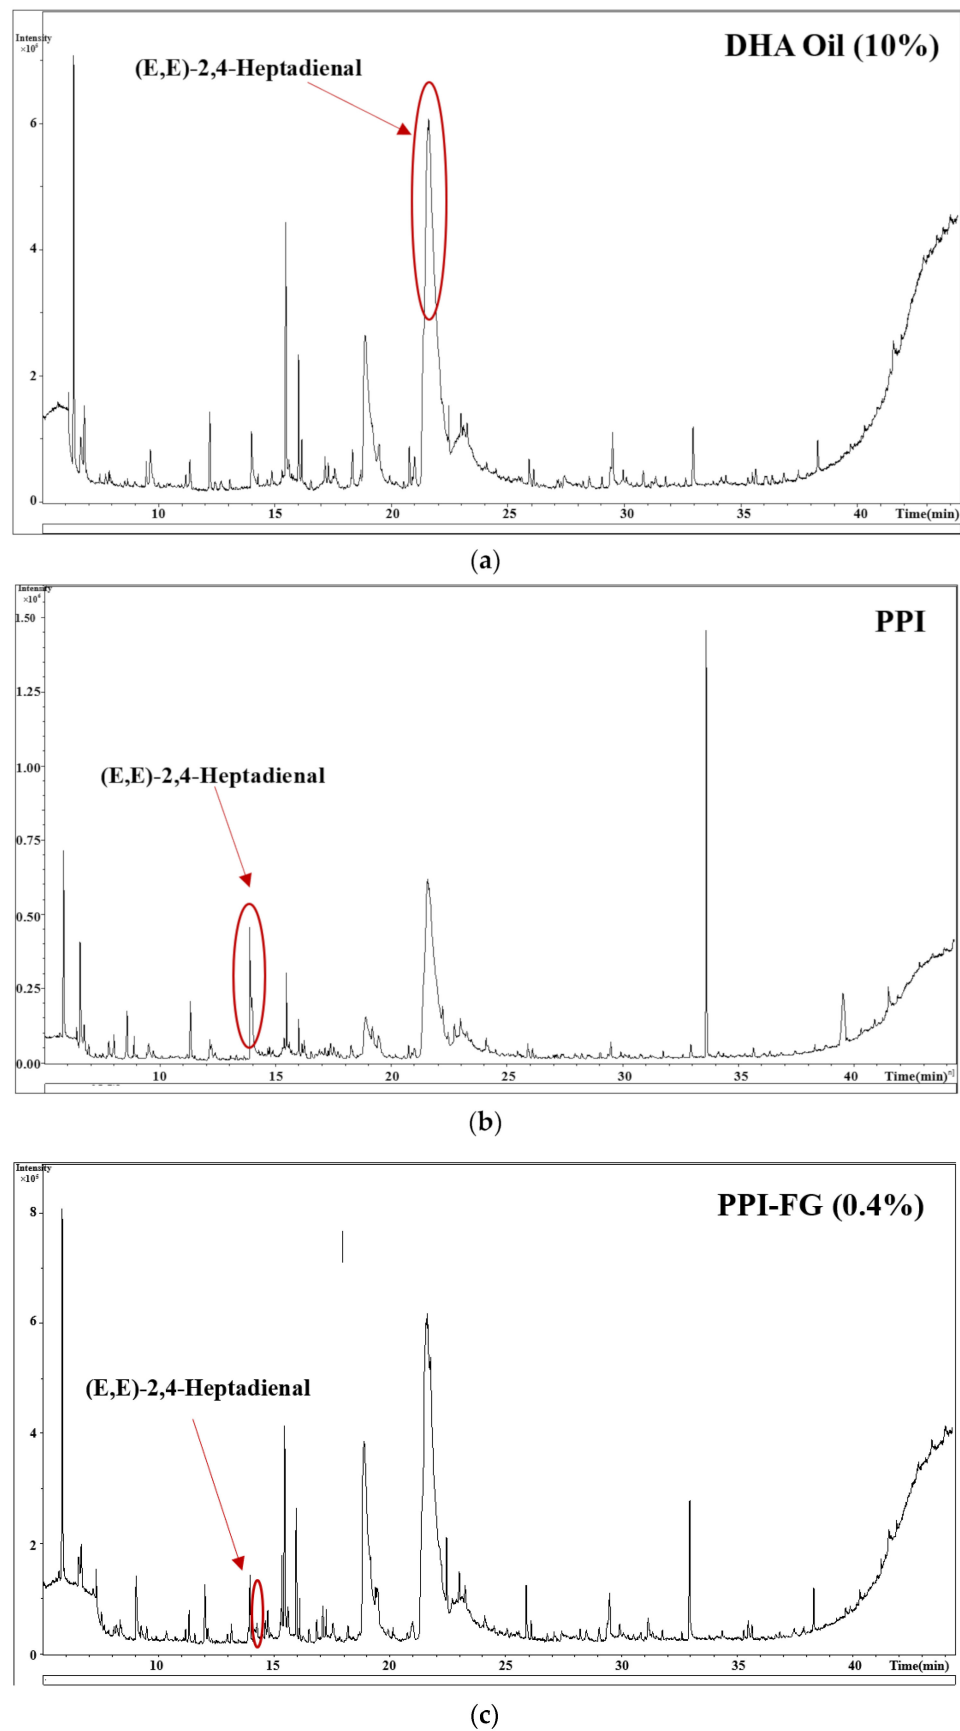 Intensity
×10⁶
DHA Oil (10%)
(E,E)-2,4-Heptadienal
6
4
2
0
10 15 20 25 30 35 40 Time(min)
(a)
Intensity
×10⁶
1.50
PPI
1.25
(E,E)-2,4-Heptadienal
1.00
0.75
0.50
0.25
0.00
10 15 20 25 30 35 40 Time(min)
(b)
Intensity
×10⁵
8
PPI-FG (0.4%)
6
(E,E)-2,4-Heptadienal
4
2
0
10 15 20 25 30 35 40 Time(min)
(c)